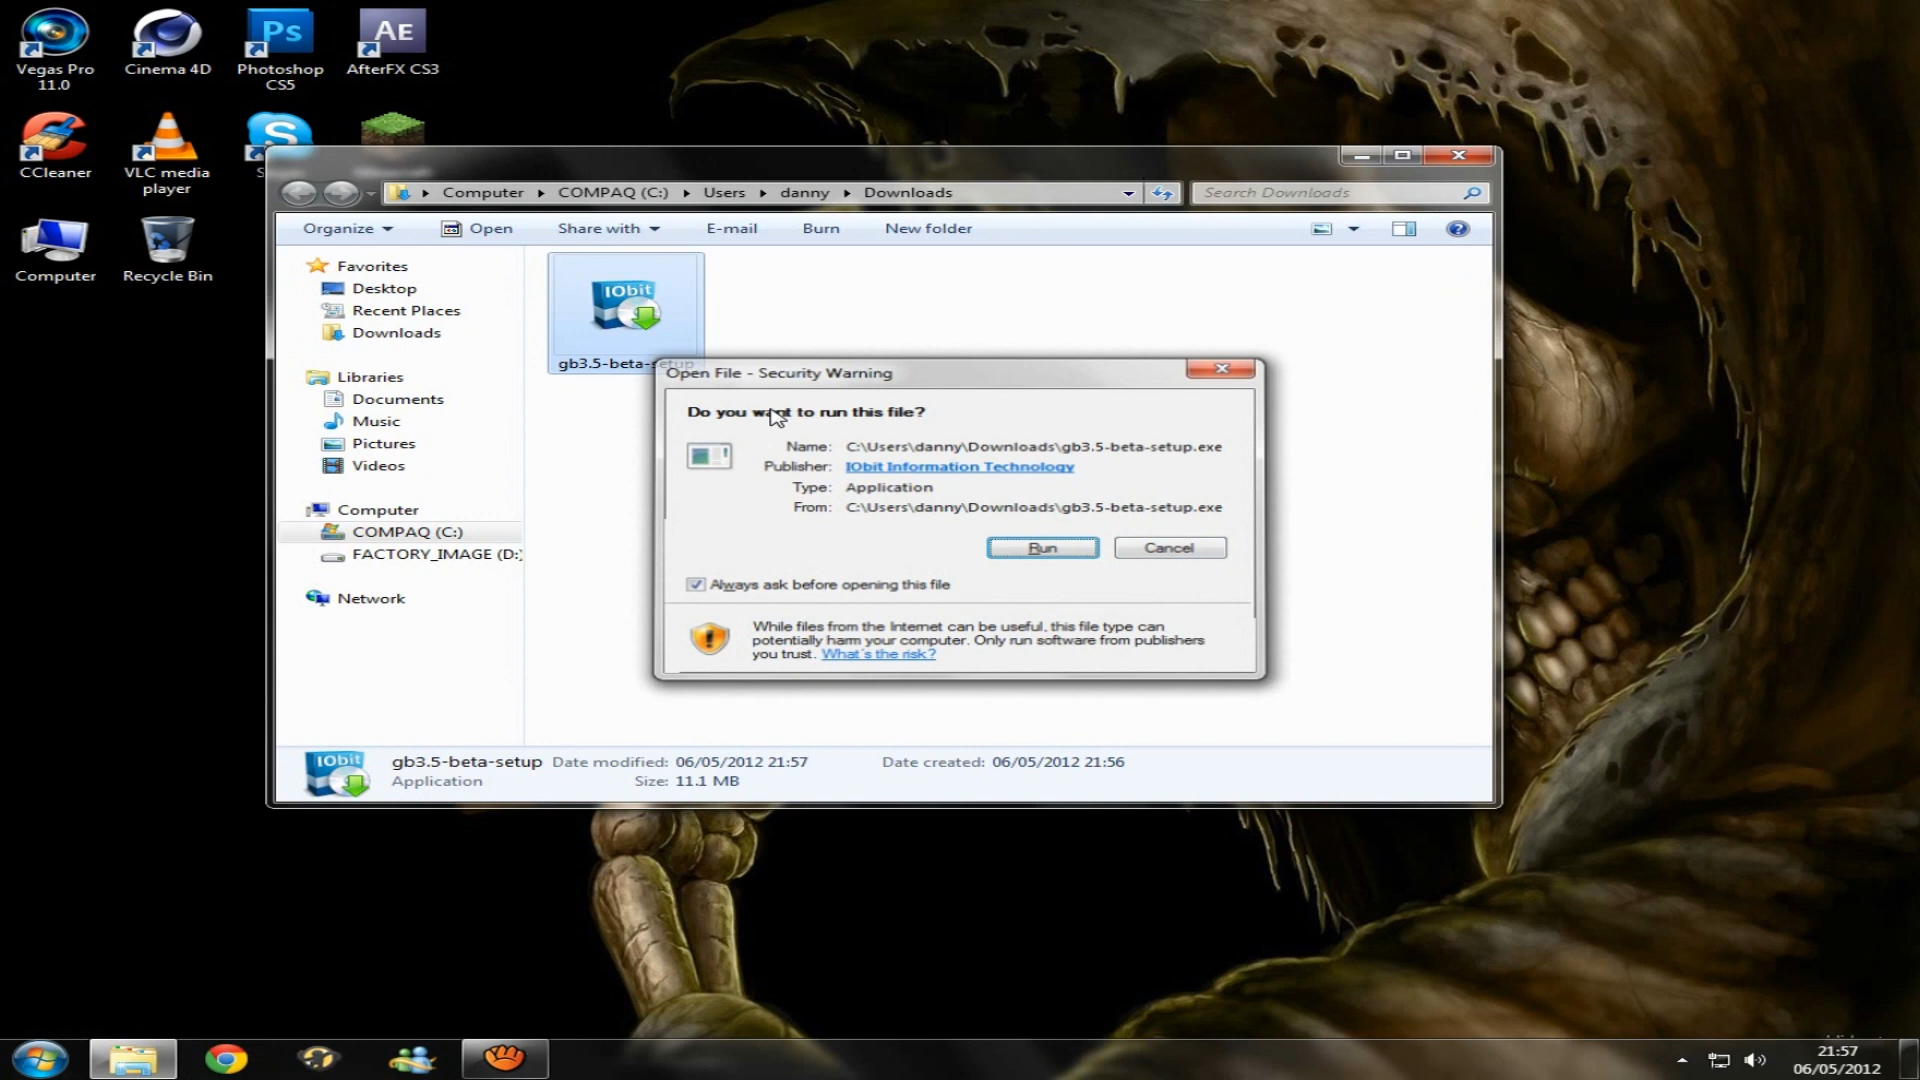 Vegas Pro
11.0
Cinema 4D
Ps
Photoshop
CS5
AE
AfterFX CS3
CCleaner
VLC media
player
S
S
Computer
Recycle Bin
Computer
COMPAQ (C:)
Users
danny
Downloads
Search Downloads
Organize
Open
Share with
E-mail
Burn
New folder
Favorites
Desktop
Recent Places
Downloads
Libraries
Documents
Music
Pictures
Videos
Computer
COMPAQ (C:)
FACTORY_IMAGE (D:)
Network
IObit
gb3.5-beta-setup
Open File - Security Warning
Do you want to run this file?
Name: C:\Users\danny\Downloads\gb3.5-beta-setup.exe
Publisher: IObit Information Technology
Type: Application
From: C:\Users\danny\Downloads\gb3.5-beta-setup.exe
Run
Cancel
Always ask before opening this file
While files from the Internet can be useful, this file type can
potentially harm your computer. Only run software from publishers
you trust. What's the risk?
IObit
gb3.5-beta-setup Date modified: 06/05/2012 21:57 Date created: 06/05/2012 21:56
Application Size: 11.1 MB
21:57
06/05/2012